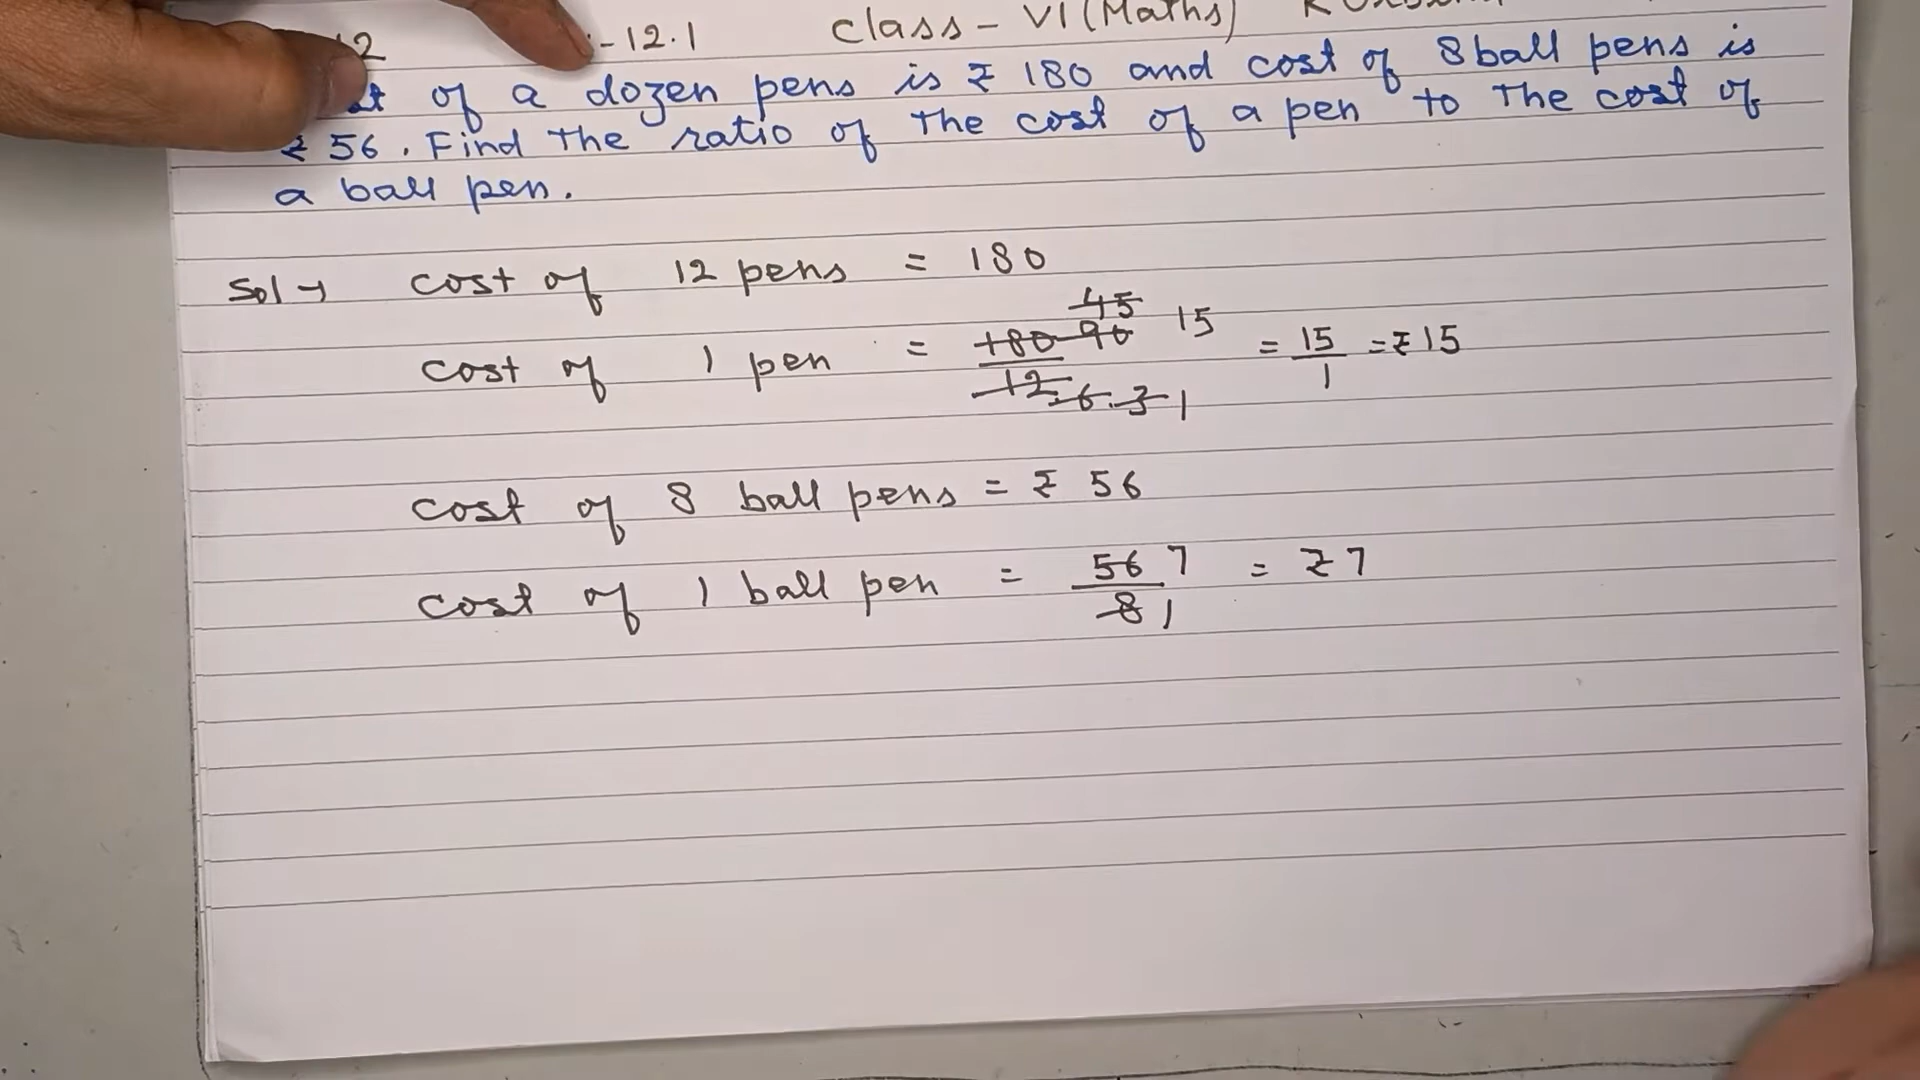 12 -12.1 Class- VI (Maths)
of a dozen pens is ₹ 180 and cost of 8 ball pens is
₹ 56. Find The ratio of The cost of a pen to The cost of
a ball pen.
Sol → cost of 12 pens = 180
45
cost of 1 pen = 180 90 15 = 15 = ₹ 15
12 6 3 1 1
cost of 8 ball pens = ₹ 56
cost of 1 ball pen = 56 7 = ₹ 7
8 1